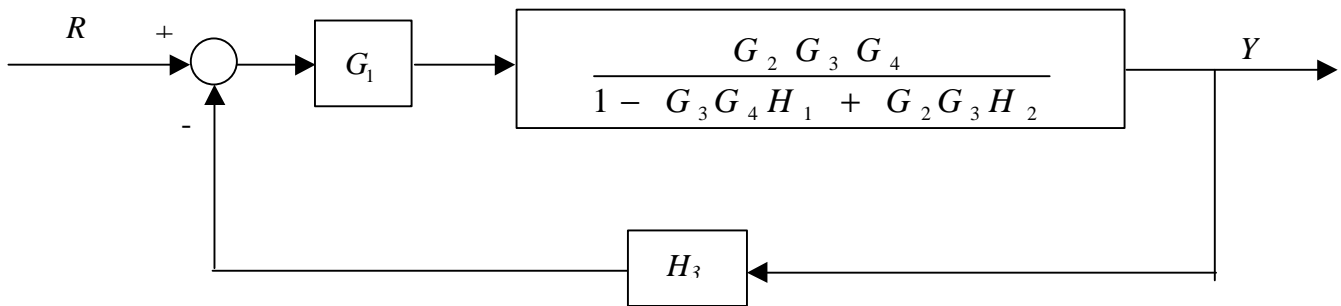 R
+
-
G₁
G₂ G₃ G₄
1 - G₃G₄H₁ + G₂G₃H₂
Y
H₃